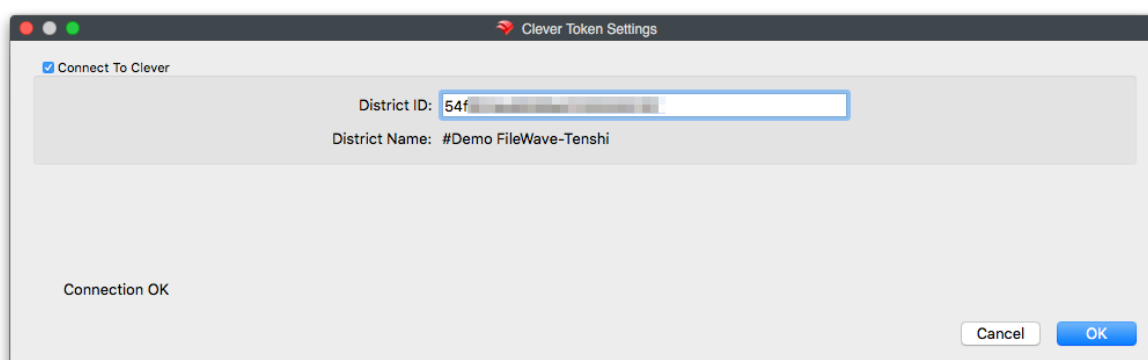 Clever Token Settings
Connect To Clever
District ID: 54f
District Name: #Demo FileWave-Tenshi
Connection OK
Cancel OK